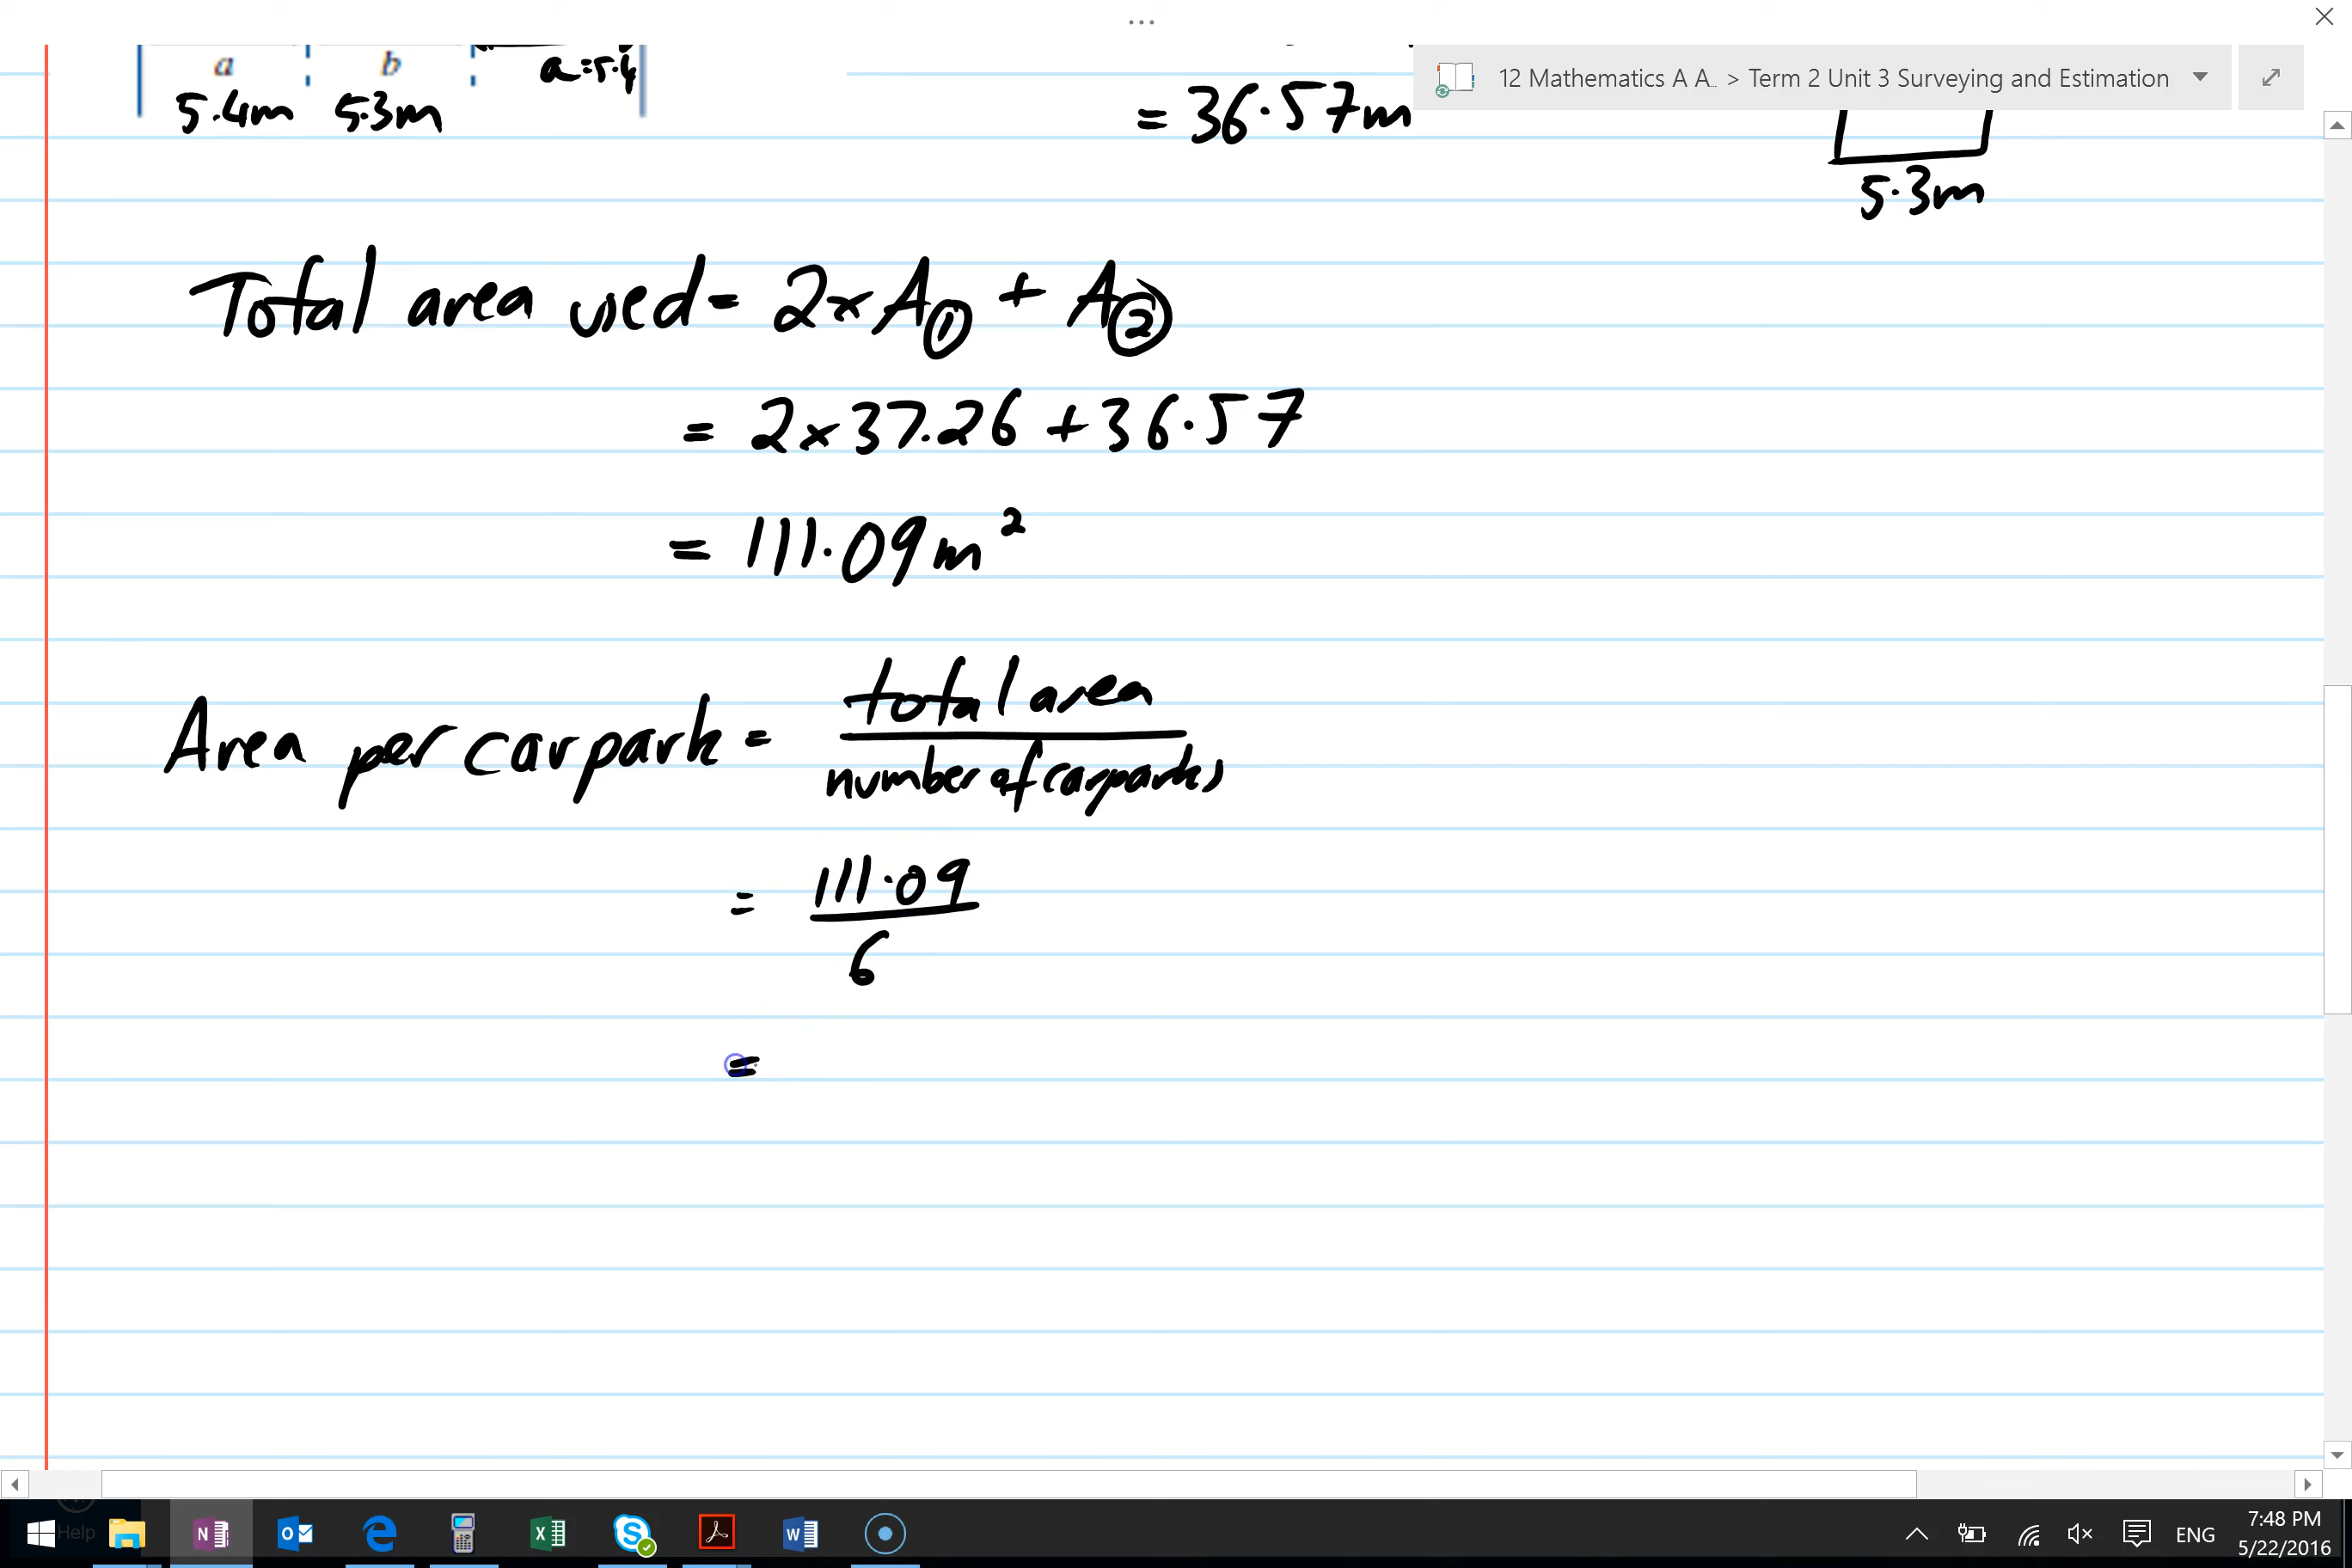 12 Mathematics A A... > Term 2 Unit 3 Surveying and Estimation
a b a=5.4
5.4m 5.3m
= 36.57m
5.3m
Total area used = 2×A① + A②
= 2×37.26 +36.57
= 111.09m²
Area per carpark = total area
number of carparks
= 111.09
6
=
Help
ENG
7:48 PM
5/22/2016